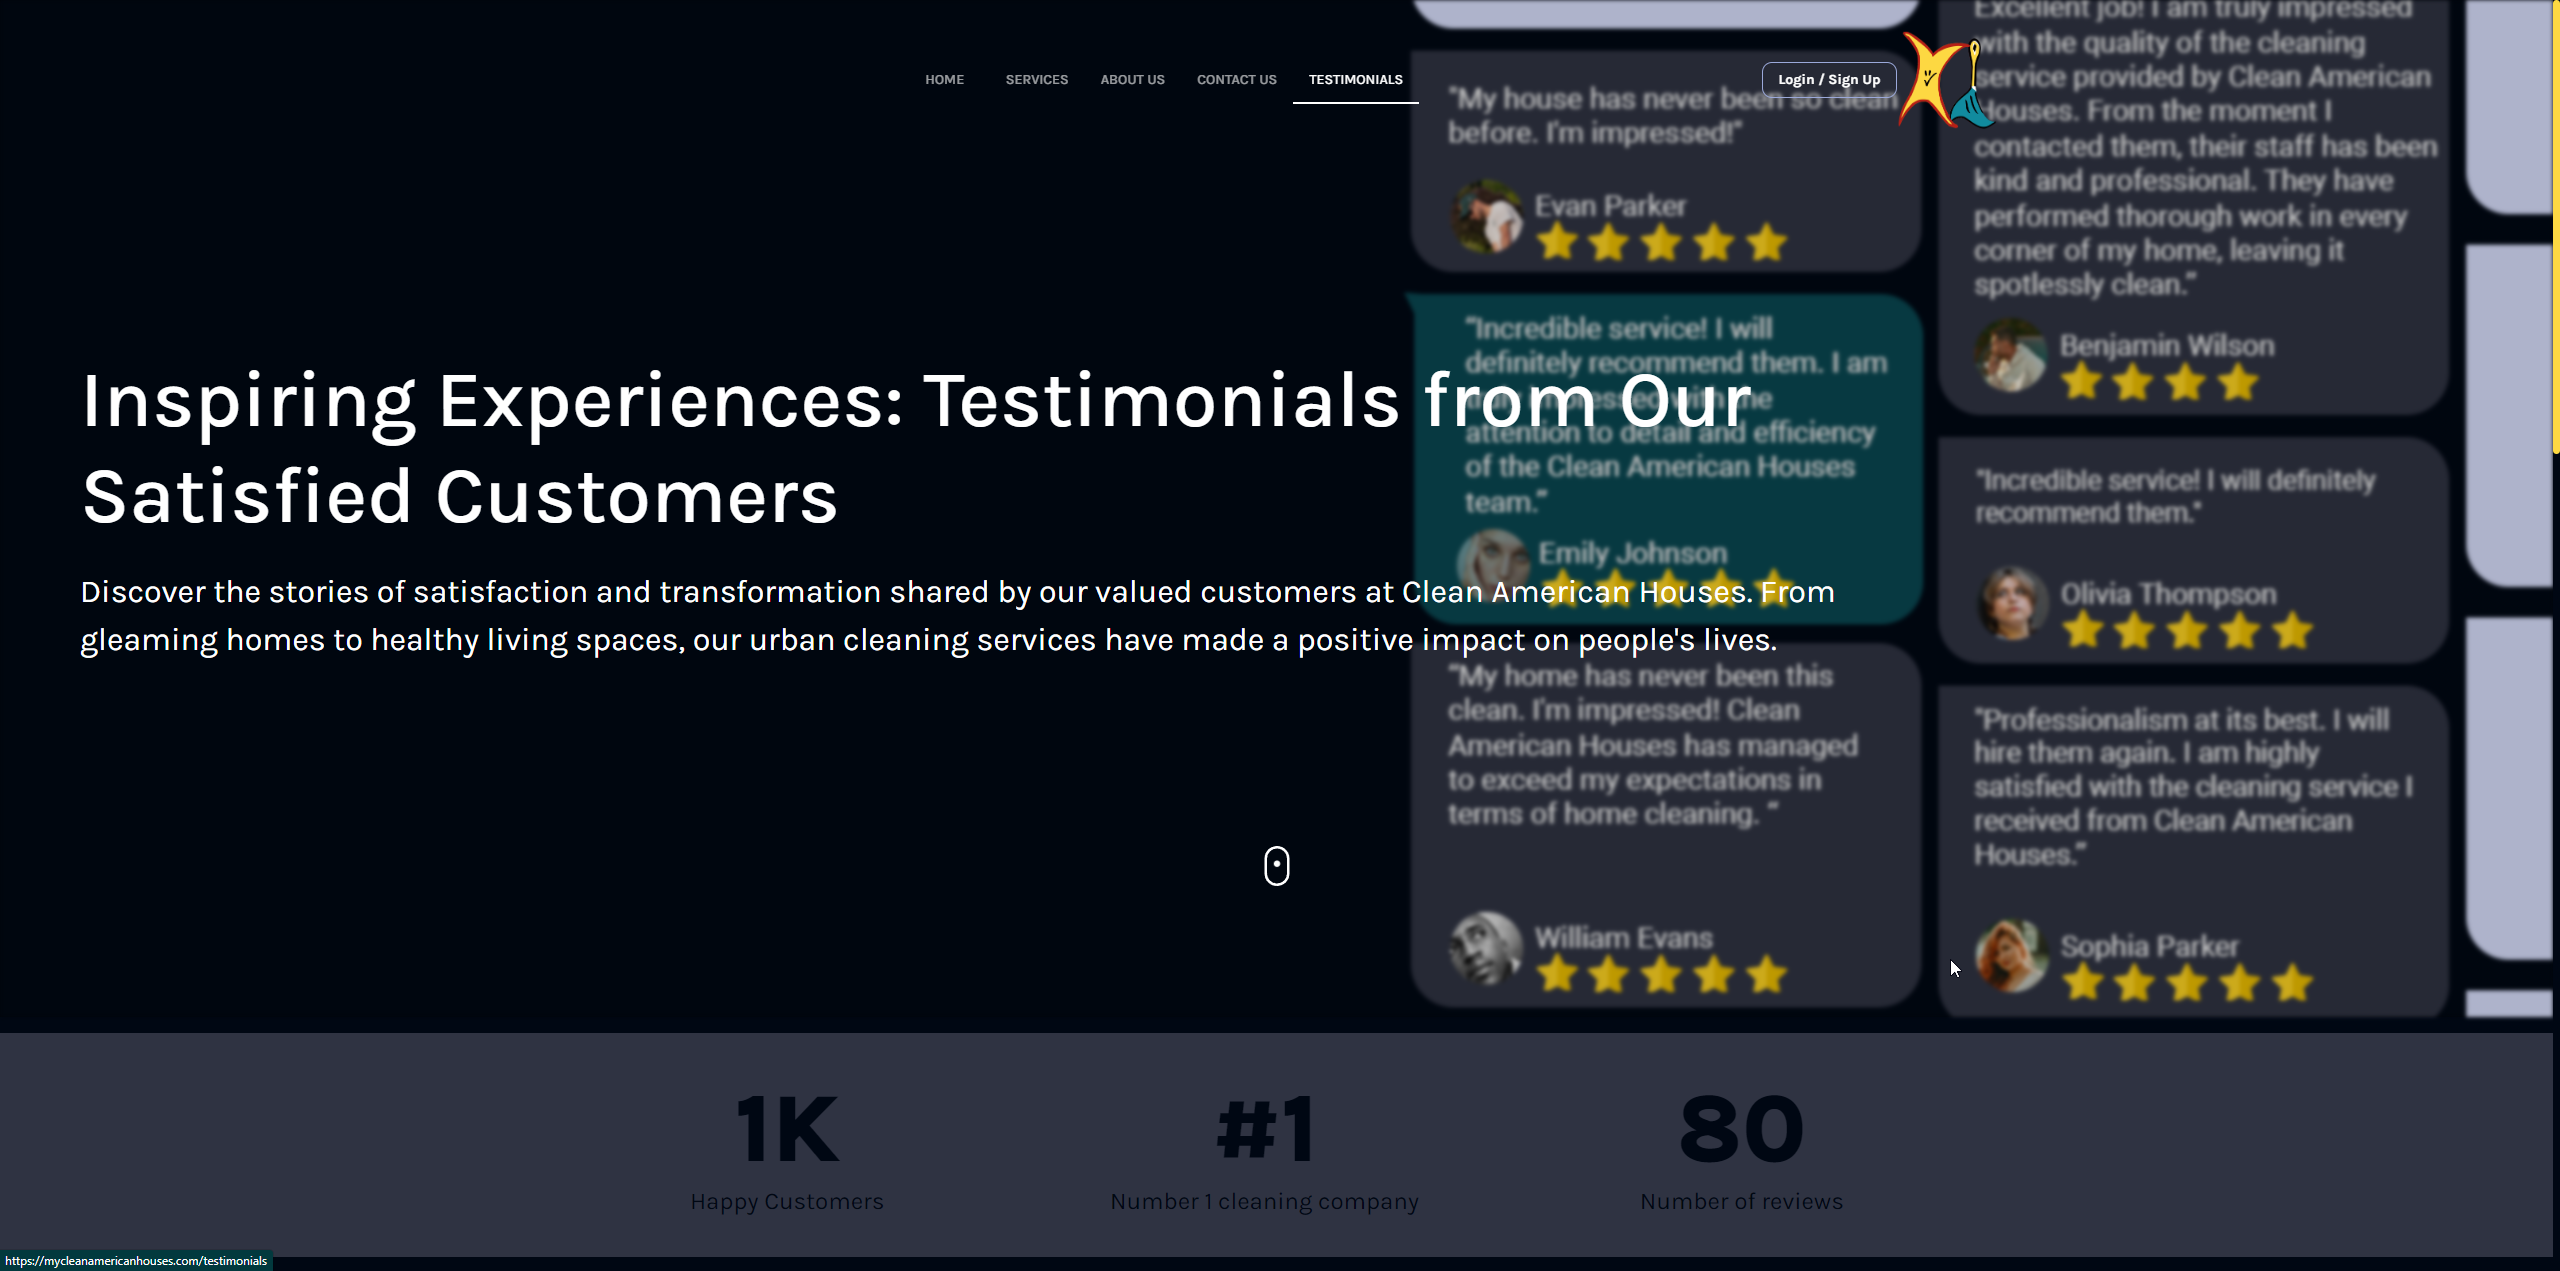 HOME SERVICES ABOUT US CONTACT US TESTIMONIALS
Login / Sign Up
Inspiring Experiences: Testimonials from Our
Satisfied Customers
Discover the stories of satisfaction and transformation shared by our valued customers at Clean American Houses. From
gleaming homes to healthy living spaces, our urban cleaning services have made a positive impact on people's lives.
"My house has never been so clean
before. I'm impressed!"
Evan Parker
"Incredible service! I will
definitely recommend them. I am
truly impressed with the
attention to detail and efficiency
of the Clean American Houses
team."
Emily Johnson
"My home has never been this
clean. I'm impressed! Clean
American Houses has managed
to exceed my expectations in
terms of home cleaning. "
William Evans
Excellent job! I am truly impressed
with the quality of the cleaning
service provided by Clean American
Houses. From the moment I
contacted them, their staff has been
kind and professional. They have
performed thorough work in every
corner of my home, leaving it
spotlessly clean."
Benjamin Wilson
"Incredible service! I will definitely
recommend them."
Olivia Thompson
"Professionalism at its best. I will
hire them again. I am highly
satisfied with the cleaning service I
received from Clean American
Houses."
Sophia Parker
1K
Happy Customers
#1
Number 1 cleaning company
80
Number of reviews
https://mycleanamericanhouses.com/testimonials